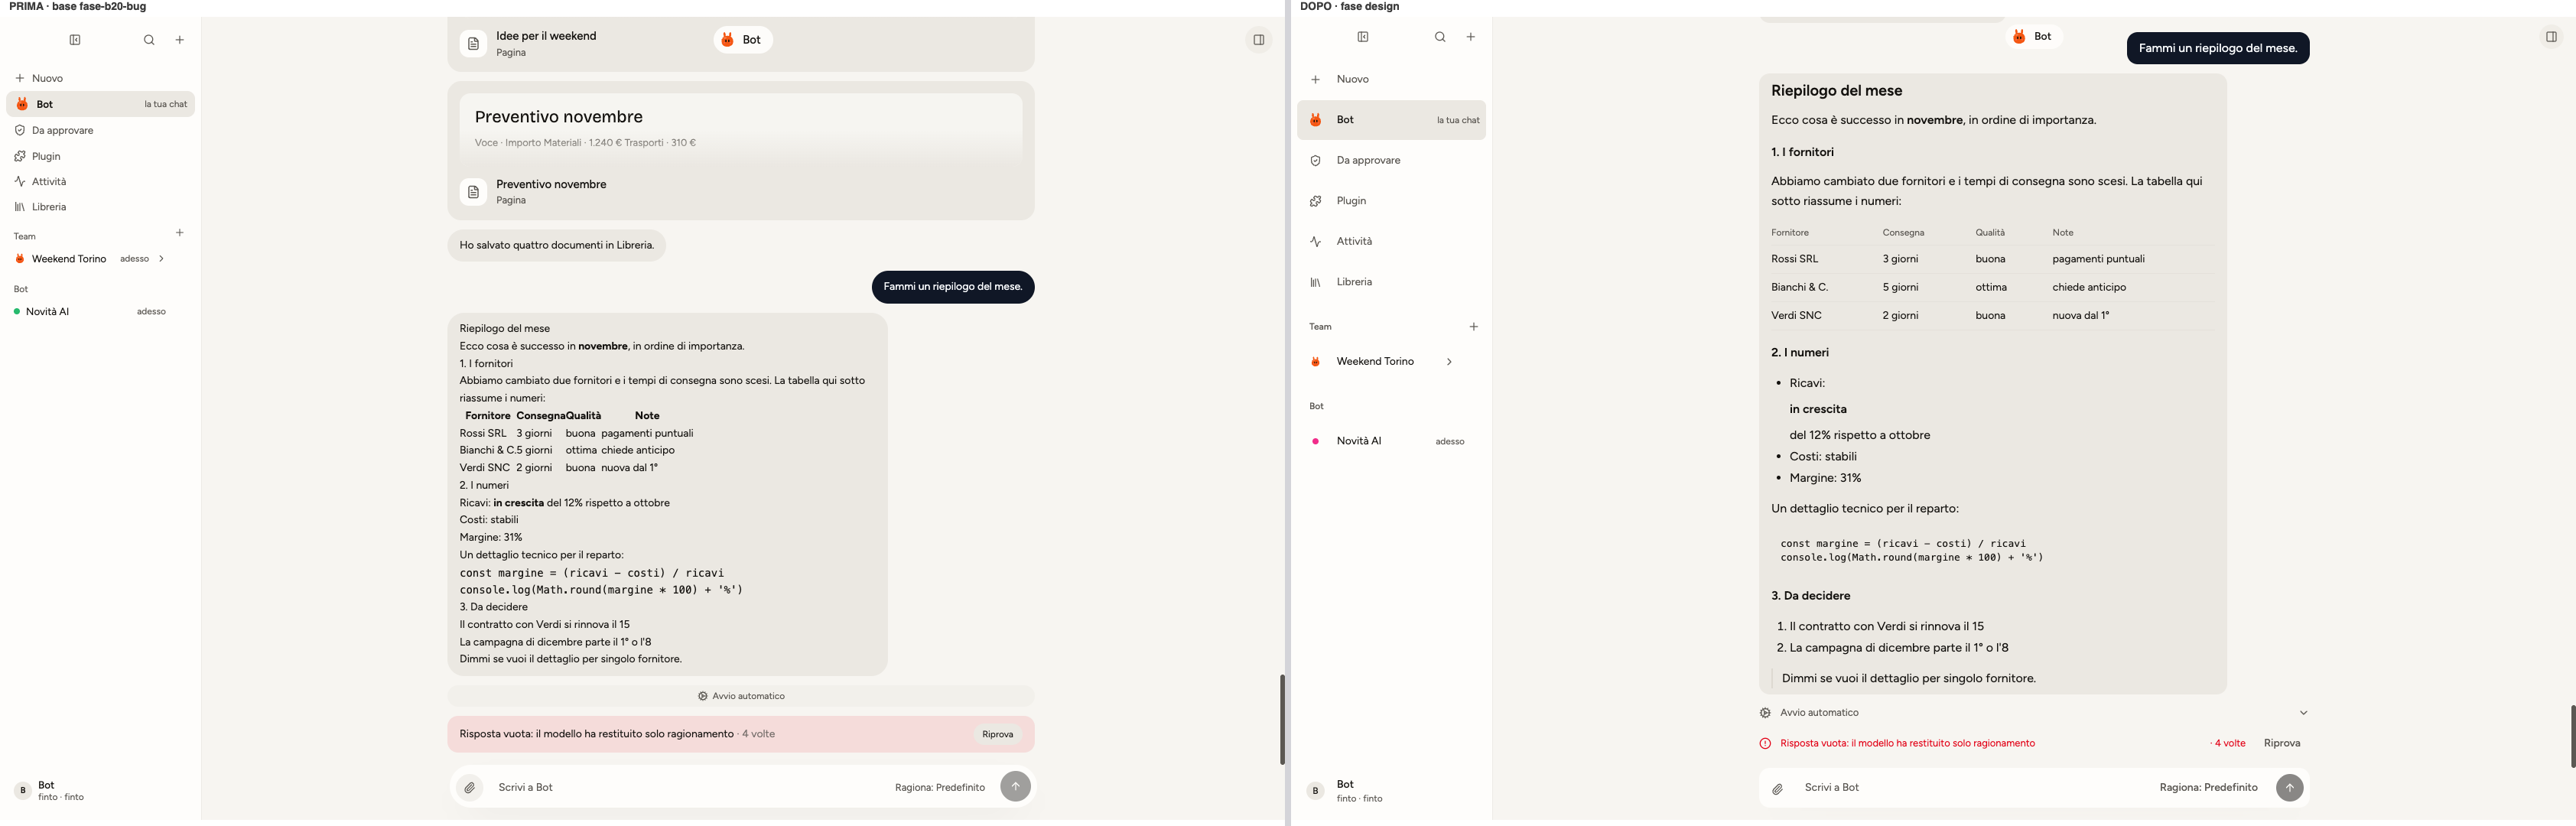 PRIMA · base fase-b20-bug
Nuovo
Bot la tua chat
Da approvare
Plugin
Attività
Libreria
Team
Weekend Torino adesso
Bot
Novità AI adesso
B Bot
finto · finto
Bot
Idee per il weekend
Pagina
Preventivo novembre
Voce · Importo Materiali · 1.240 € Trasporti · 310 €
Preventivo novembre
Pagina
Ho salvato quattro documenti in Libreria.
Fammi un riepilogo del mese.
Riepilogo del mese
Ecco cosa è successo in novembre, in ordine di importanza.
1. I fornitori
Abbiamo cambiato due fornitori e i tempi di consegna sono scesi. La tabella qui sotto
riassume i numeri:
Fornitore Consegna Qualità Note
Rossi SRL 3 giorni buona pagamenti puntuali
Bianchi & C. 5 giorni ottima chiede anticipo
Verdi SNC 2 giorni buona nuova dal 1°
2. I numeri
Ricavi: in crescita del 12% rispetto a ottobre
Costi: stabili
Margine: 31%
Un dettaglio tecnico per il reparto:
const margine = (ricavi − costi) / ricavi
console.log(Math.round(margine * 100) + '%')
3. Da decidere
Il contratto con Verdi si rinnova il 15
La campagna di dicembre parte il 1° o l'8
Dimmi se vuoi il dettaglio per singolo fornitore.
Avvio automatico
Risposta vuota: il modello ha restituito solo ragionamento · 4 volte Riprova
Scrivi a Bot Ragiona: Predefinito
DOPO · fase design
Nuovo
Bot la tua chat
Da approvare
Plugin
Attività
Libreria
Team
Weekend Torino
Bot
Novità AI adesso
B Bot
finto · finto
Bot
Fammi un riepilogo del mese.
Riepilogo del mese
Ecco cosa è successo in novembre, in ordine di importanza.
1. I fornitori
Abbiamo cambiato due fornitori e i tempi di consegna sono scesi. La tabella qui
sotto riassume i numeri:
Fornitore Consegna Qualità Note
Rossi SRL 3 giorni buona pagamenti puntuali
Bianchi & C. 5 giorni ottima chiede anticipo
Verdi SNC 2 giorni buona nuova dal 1°
2. I numeri
• Ricavi:
in crescita
del 12% rispetto a ottobre
• Costi: stabili
• Margine: 31%
Un dettaglio tecnico per il reparto:
const margine = (ricavi − costi) / ricavi
console.log(Math.round(margine * 100) + '%')
3. Da decidere
1. Il contratto con Verdi si rinnova il 15
2. La campagna di dicembre parte il 1° o l'8
Dimmi se vuoi il dettaglio per singolo fornitore.
Avvio automatico
Risposta vuota: il modello ha restituito solo ragionamento · 4 volte Riprova
Scrivi a Bot Ragiona: Predefinito